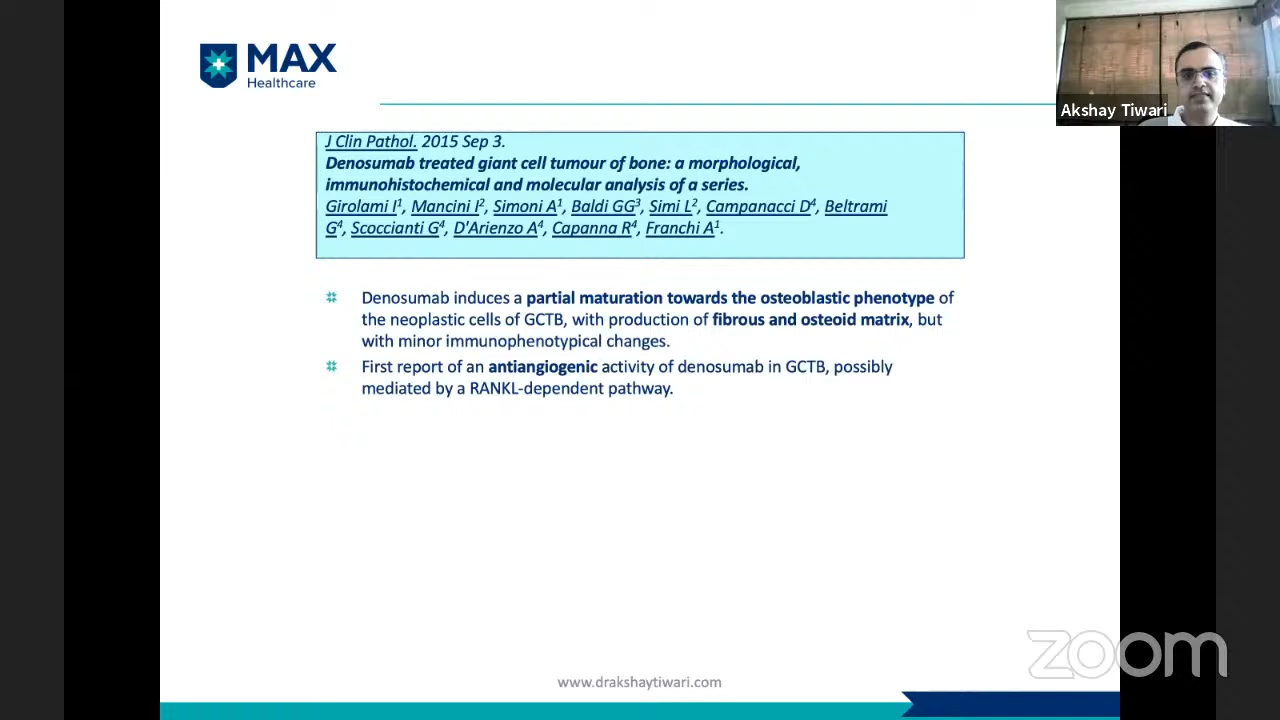 MAX
Healthcare
Akshay Tiwari
J Clin Pathol. 2015 Sep 3.
Denosumab treated giant cell tumour of bone: a morphological,
immunohistochemical and molecular analysis of a series.
Girolami I1, Mancini I2, Simoni A1, Baldi GG3, Simi L2, Campanacci D4, Beltrami
G4, Scoccianti G4, D'Arienzo A4, Capanna R4, Franchi A1.
Denosumab induces a partial maturation towards the osteoblastic phenotype of
the neoplastic cells of GCTB, with production of fibrous and osteoid matrix, but
with minor immunophenotypical changes.
First report of an antiangiogenic activity of denosumab in GCTB, possibly
mediated by a RANKL-dependent pathway.
zoom
www.drakshaytiwari.com